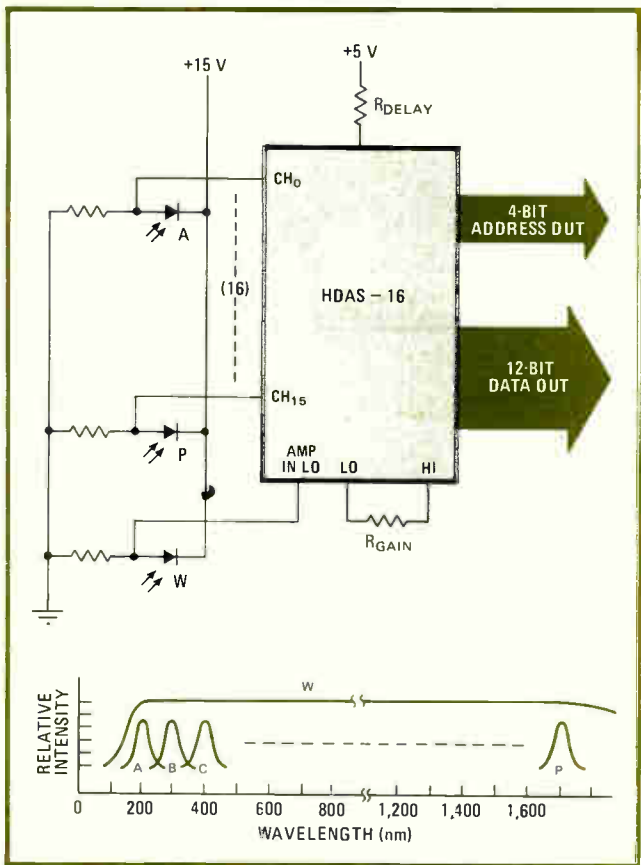 +15 V
+5 V
RDELAY
CH0
A
(16)
HDAS – 16
4-BIT
ADDRESS DUT
12-BIT
DATA OUT
CH15
P
AMP
IN LO
LO
HI
RGAIN
W
RELATIVE
INTENSITY
W
A
B
C
P
0
200
400
600
800
1,200
1,400
1,600
WAVELENGTH (nm)